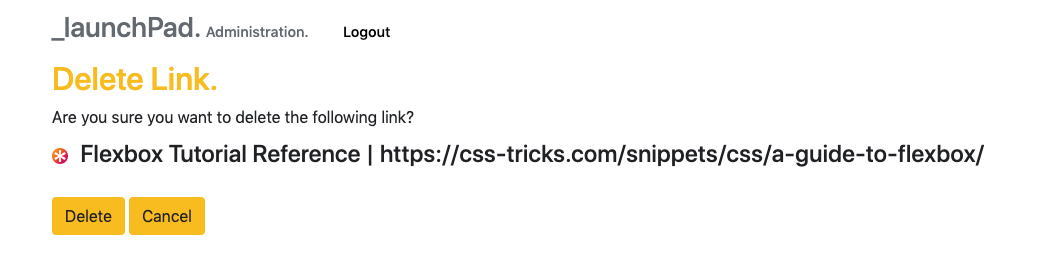 _launchPad. Administration. Logout
Delete Link.
Are you sure you want to delete the following link?
Flexbox Tutorial Reference | https://css-tricks.com/snippets/css/a-guide-to-flexbox/
Delete Cancel